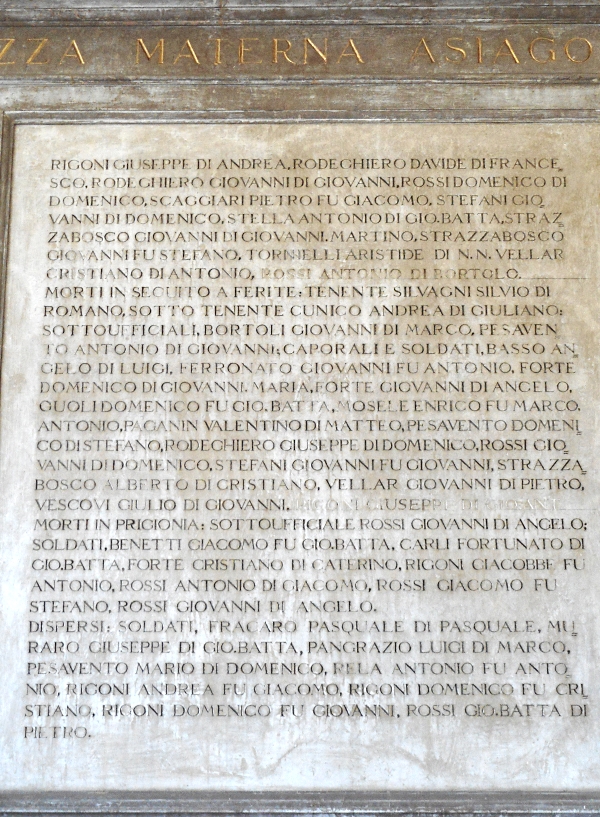 ZZA MATERNA ASIAGO
RIGONI GIUSEPPE DI ANDREA, RODEGHIERO DAVIDE DI FRANCE=
SCO, RODEGHIERO GIOVANNI DI GIOVANNI, ROSSI DOMENICO DI
DOMENICO, SCAGGIARI PIETRO FU GIACOMO, STEFANI GIO=
VANNI DI DOMENICO, STELLA ANTONIO DI GIO.BATTA, STRAZ=
ZABOSCO GIOVANNI DI GIOVANNI. MARTINO, STRAZZABOSCO
GIOVANNI FU STEFANO, TORNIELLI ARISTIDE DI N.N. VELLAR
CRISTIANO DI ANTONIO, ROSSI ANTONIO DI BORTOLO.
MORTI IN SEGUITO A FERITE: TENENTE SILVAGNI SILVIO DI
ROMANO, SOTTO TENENTE CUNICO ANDREA DI GIULIANO:
SOTTOUFFICIALI, BORTOLI GIOVANNI DI MARCO, PESAVEN=
TO ANTONIO DI GIOVANNI; CAPORALI E SOLDATI, BASSO AN=
GELO DI LUIGI, FERRONATO GIOVANNI FU ANTONIO, FORTE
DOMENICO DI GIOVANNI. MARIA, FORTE GIOVANNI DI ANGELO,
GUOLI DOMENICO FU GIO. BATTA, MOSELE ENRICO FU MARCO.
ANTONIO, PAGANIN VALENTINO DI MATTEO, PESAVENTO DOMENI=
CO DI STEFANO, RODEGHIERO GIUSEPPE DI DOMENICO, ROSSI GIO=
VANNI DI DOMENICO, STEFANI GIOVANNI FU GIOVANNI, STRAZZA=
BOSCO ALBERTO DI CRISTIANO, VELLAR GIOVANNI DI PIETRO,
VESCOVI GIULIO DI GIOVANNI, RIGONI GIUSEPPE DI
MORTI IN PRIGIONIA: SOTTOUFFICIALE ROSSI GIOVANNI DI ANGELO;
SOLDATI, BENETTI GIACOMO FU GIO.BATTA, CARLI FORTUNATO DI
GIO.BATTA, FORTE CRISTIANO DI CATERINO, RIGONI GIACOBBE FU
ANTONIO, ROSSI ANTONIO DI GIACOMO, ROSSI GIACOMO FU
STEFANO, ROSSI GIOVANNI DI ANGELO.
DISPERSI: SOLDATI, FRACARO PASQUALE DI PASQUALE, MU=
RARO GIUSEPPE DI GIO.BATTA, PANGRAZIO LUIGI DI MARCO,
PESAVENTO MARIO DI DOMENICO, RELA ANTONIO FU ANTO=
NIO, RIGONI ANDREA FU GIACOMO, RIGONI DOMENICO FU CRI=
STIANO, RIGONI DOMENICO FU GIOVANNI, ROSSI GIO.BATTA DI
PIETRO.